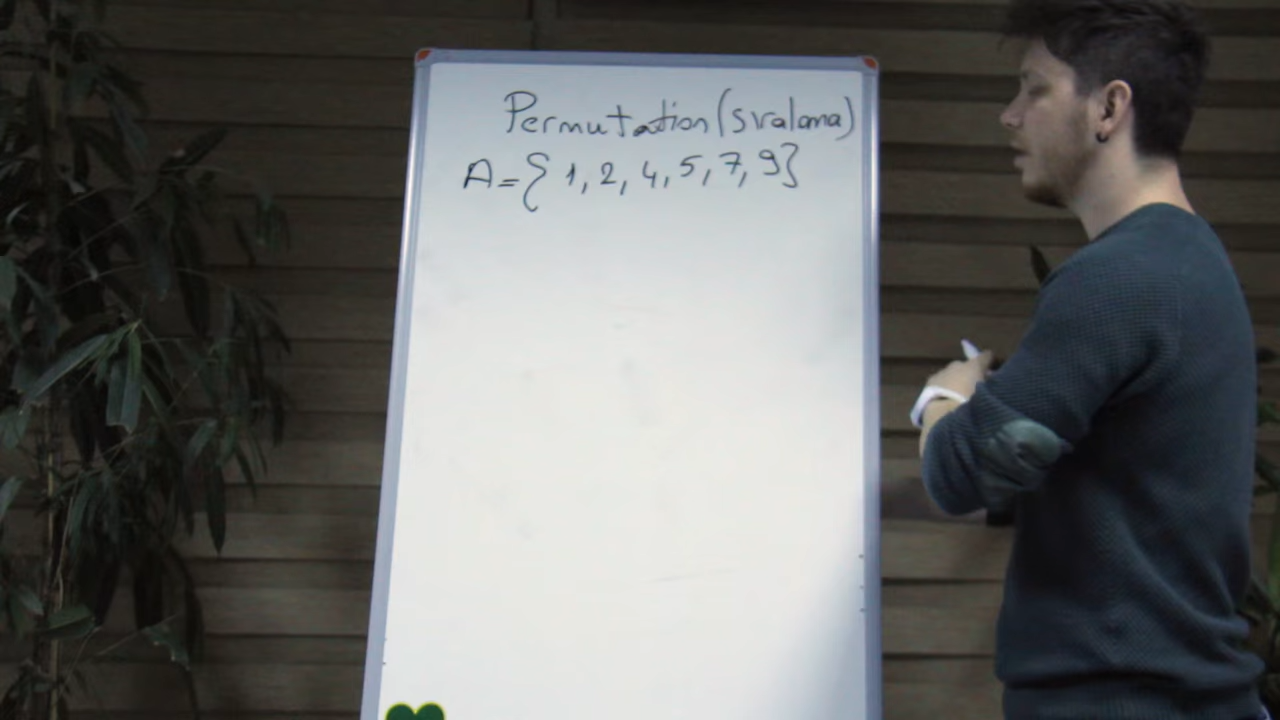 Permutation (sıralama)
A={ 1, 2, 4, 5, 7, 9}